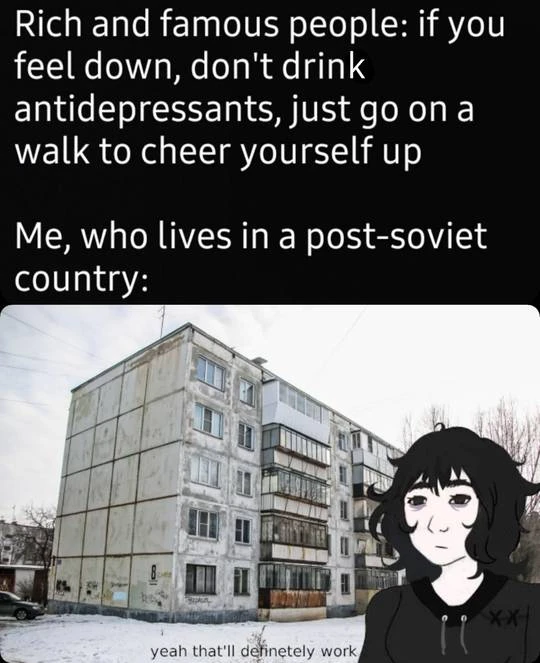 Rich and famous people: if you
feel down, don't drink
antidepressants, just go on a
walk to cheer yourself up
Me, who lives in a post-soviet
country:
8
X-X
yeah that'll definetely work